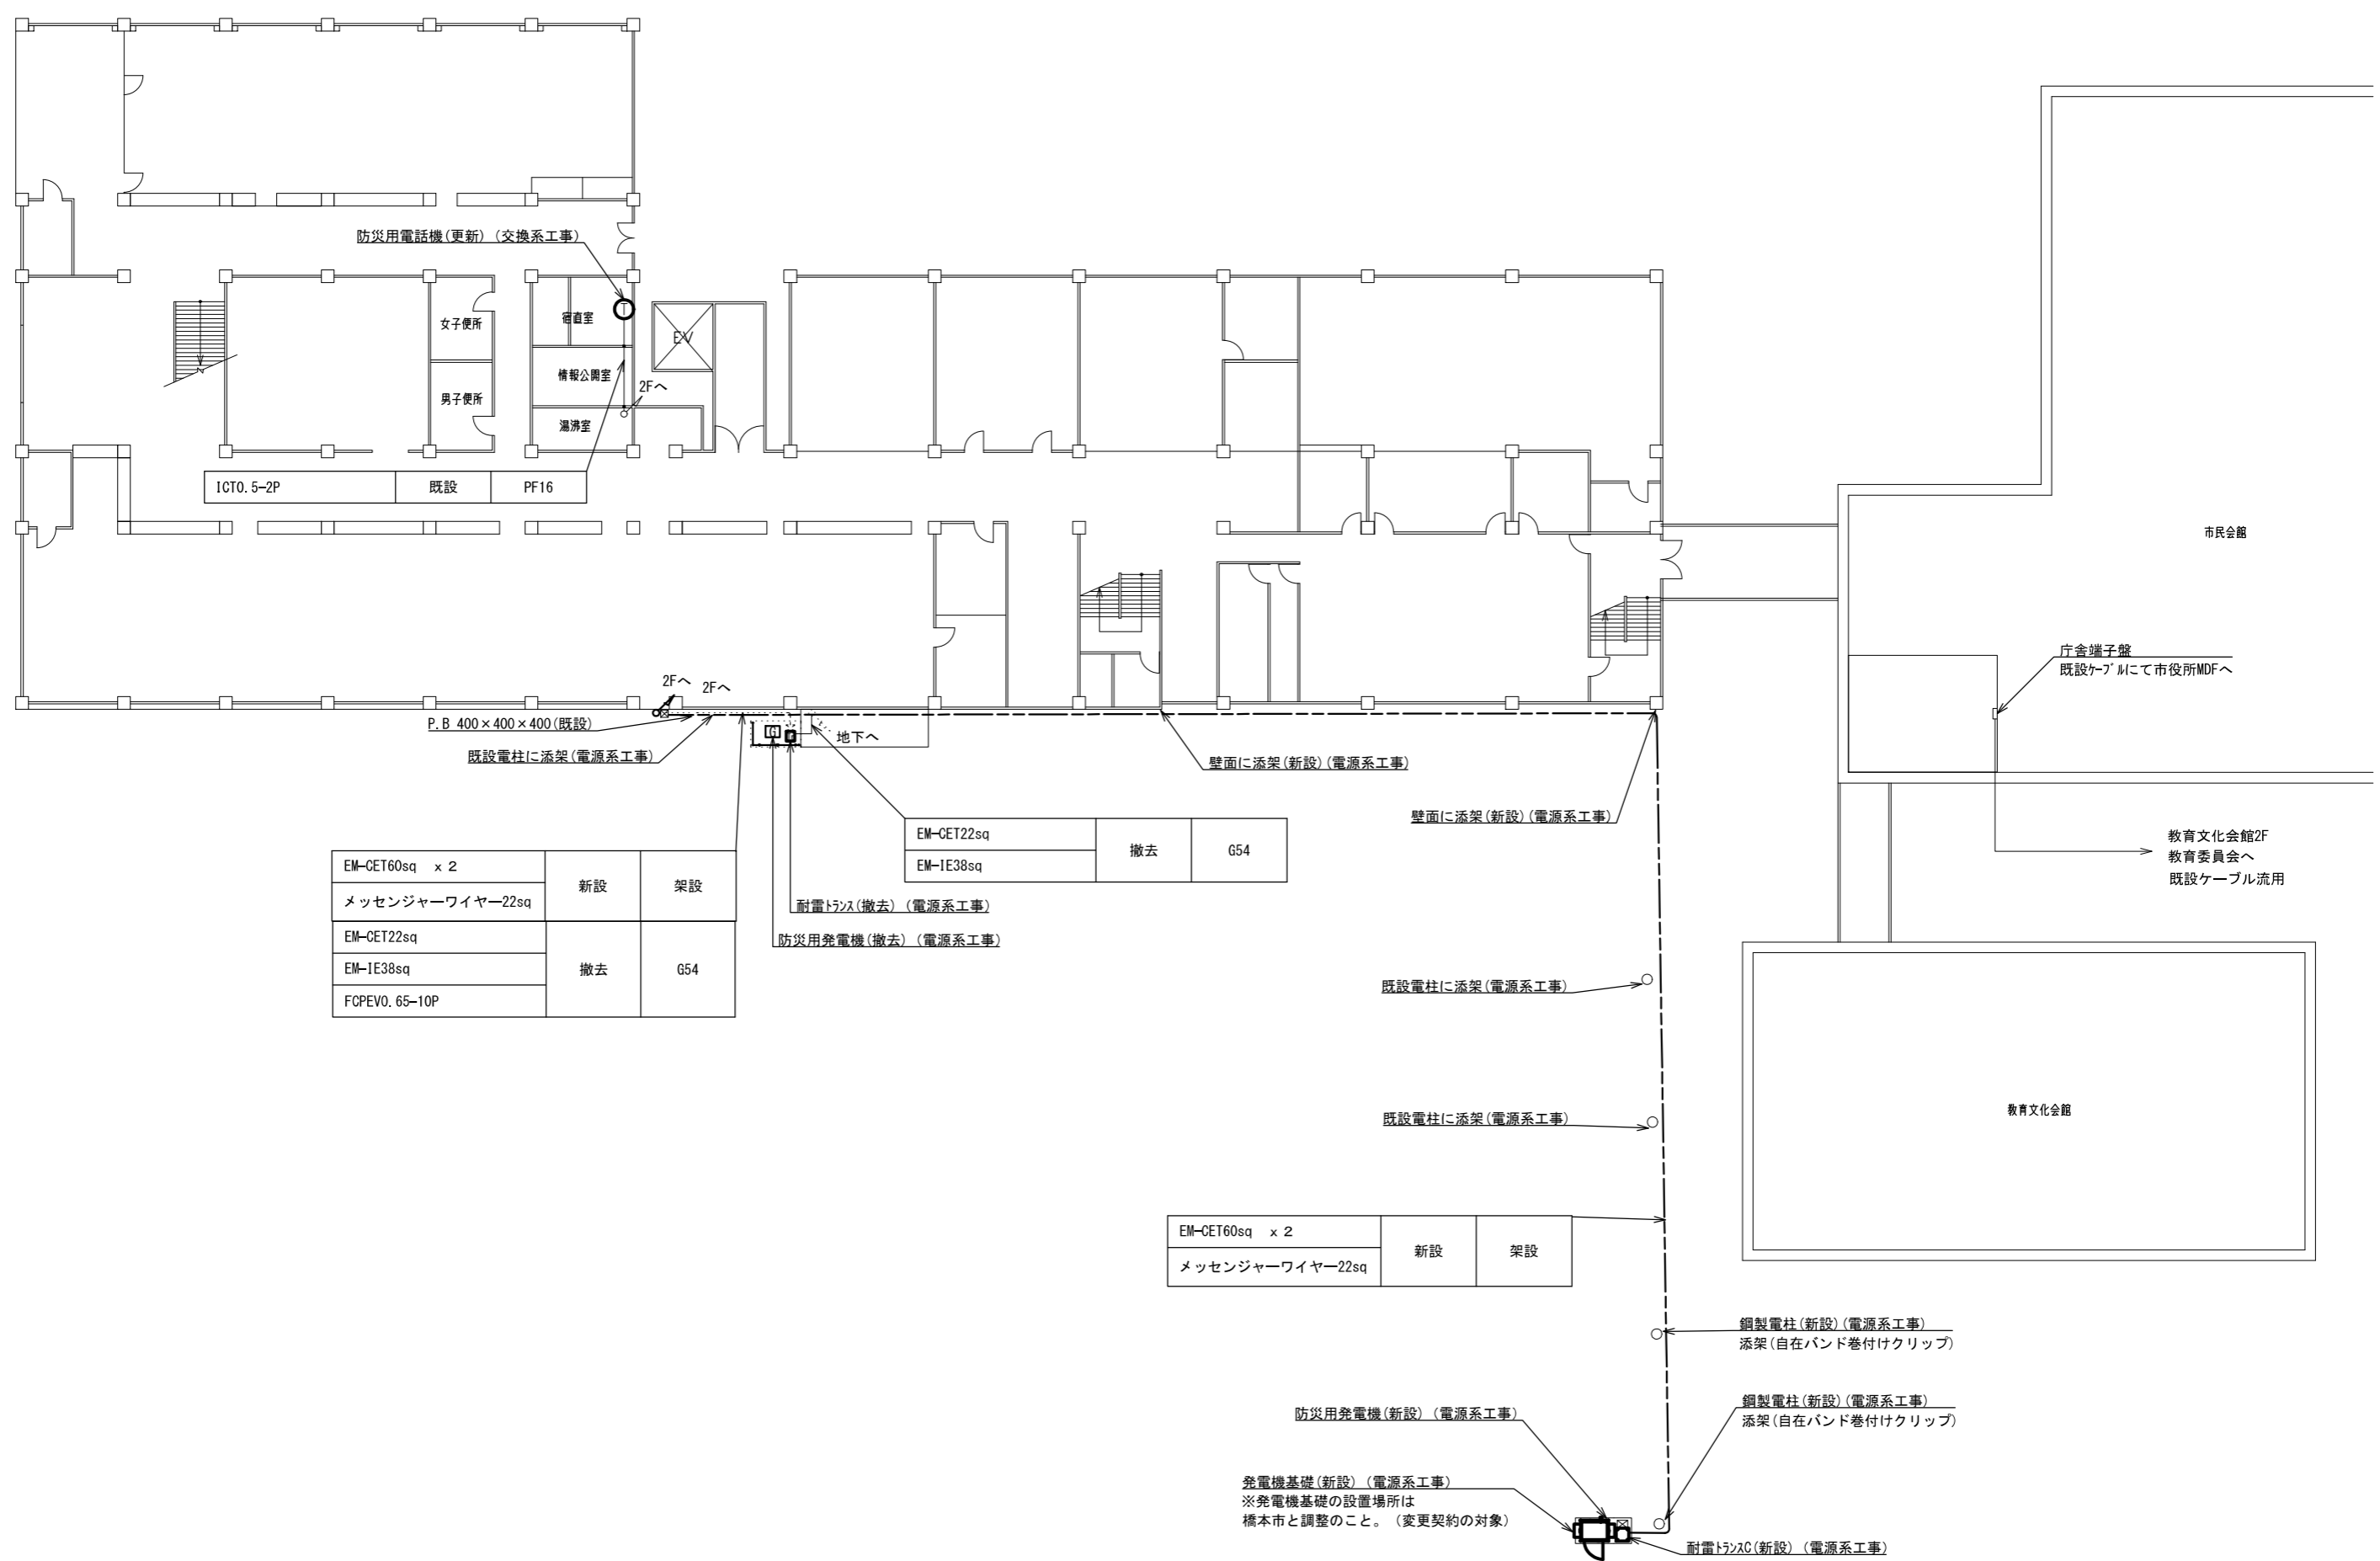 防災用電話機(更新)（交換系工事）
女子便所
宿直室
EV
T
情報公開室
2Fへ
男子便所
湯沸室
ICT0.5-2P
既設
PF16
市民会館
庁舎端子盤
既設ｹｰﾌﾞﾙにて市役所MDFへ
2Fへ
2Fへ
P.B 400×400×400(既設)
G
地下へ
既設電柱に添架(電源系工事)
壁面に添架(新設)(電源系工事)
壁面に添架(新設)(電源系工事)
EM-CET22sq
EM-IE38sq
撤去
G54
教育文化会館2F
教育委員会へ
既設ケーブル流用
EM-CET60sq x 2
メッセンジャーワイヤー22sq
新設
架設
耐雷ﾄﾗﾝｽ(撤去)（電源系工事）
EM-CET22sq
EM-IE38sq
FCPEV0.65-10P
撤去
G54
防災用発電機(撤去)（電源系工事）
既設電柱に添架(電源系工事)
既設電柱に添架(電源系工事)
教育文化会館
EM-CET60sq x 2
メッセンジャーワイヤー22sq
新設
架設
鋼製電柱(新設)(電源系工事)
添架(自在バンド巻付けクリップ)
鋼製電柱(新設)(電源系工事)
添架(自在バンド巻付けクリップ)
防災用発電機(新設)（電源系工事）
発電機基礎(新設)（電源系工事）
※発電機基礎の設置場所は
橋本市と調整のこと。（変更契約の対象）
耐雷ﾄﾗﾝｽC(新設)（電源系工事）